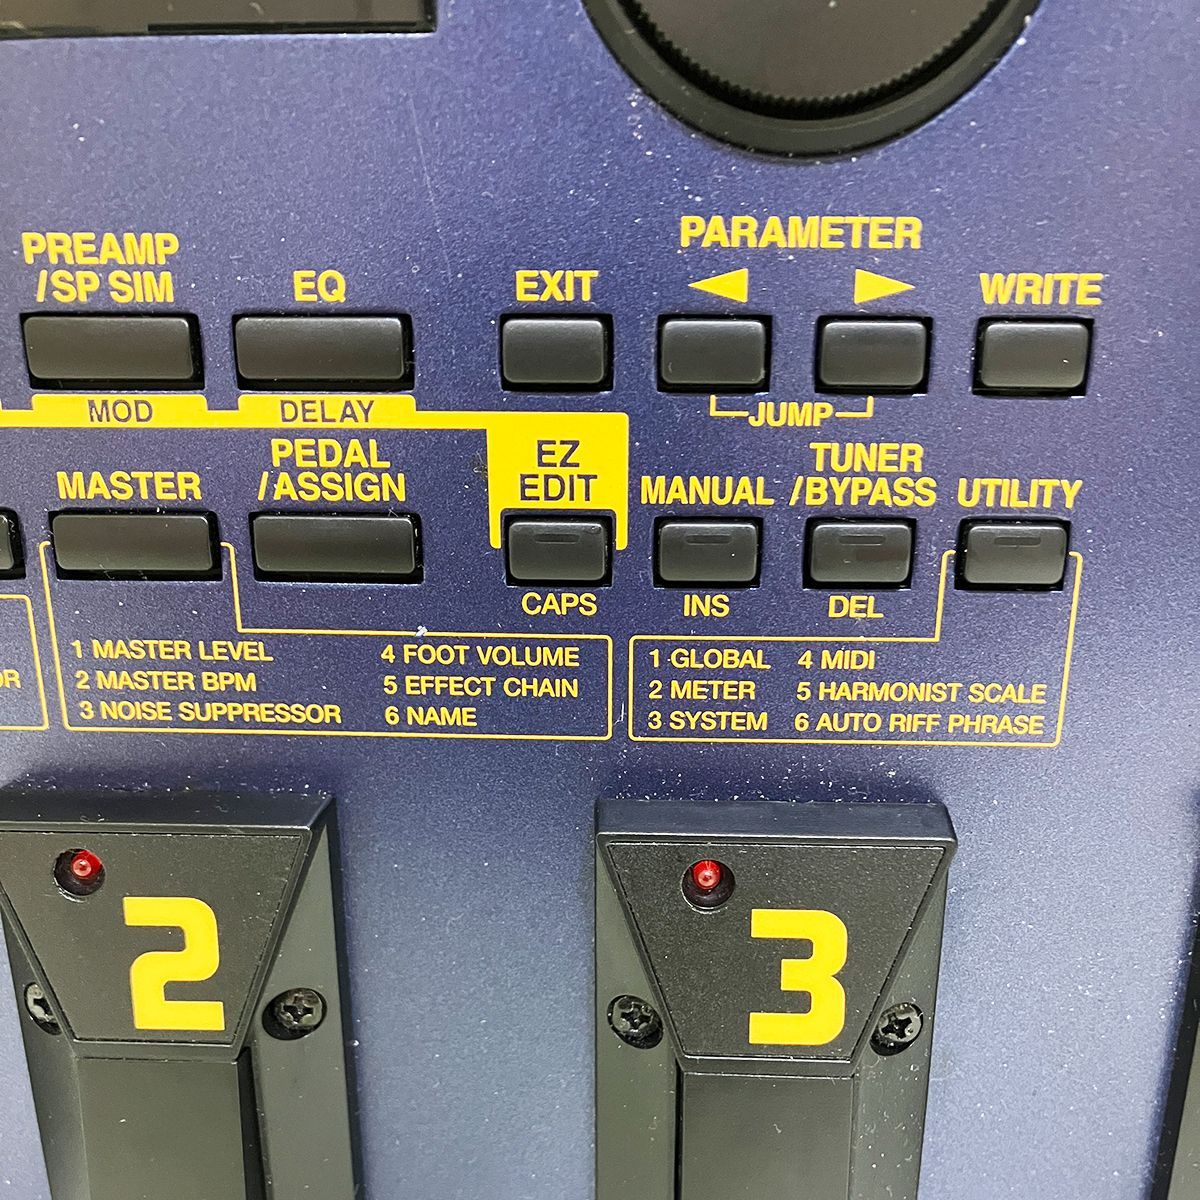 PREAMP
/SP SIM
EQ
EXIT
PARAMETER
WRITE
MOD
DELAY
JUMP
MASTER
PEDAL
/ASSIGN
EZ
EDIT
MANUAL
TUNER
/BYPASS
UTILITY
CAPS
INS
DEL
1 MASTER LEVEL
2 MASTER BPM
3 NOISE SUPPRESSOR
4 FOOT VOLUME
5 EFFECT CHAIN
6 NAME
1 GLOBAL
2 METER
3 SYSTEM
4 MIDI
5 HARMONIST SCALE
6 AUTO RIFF PHRASE
2
3